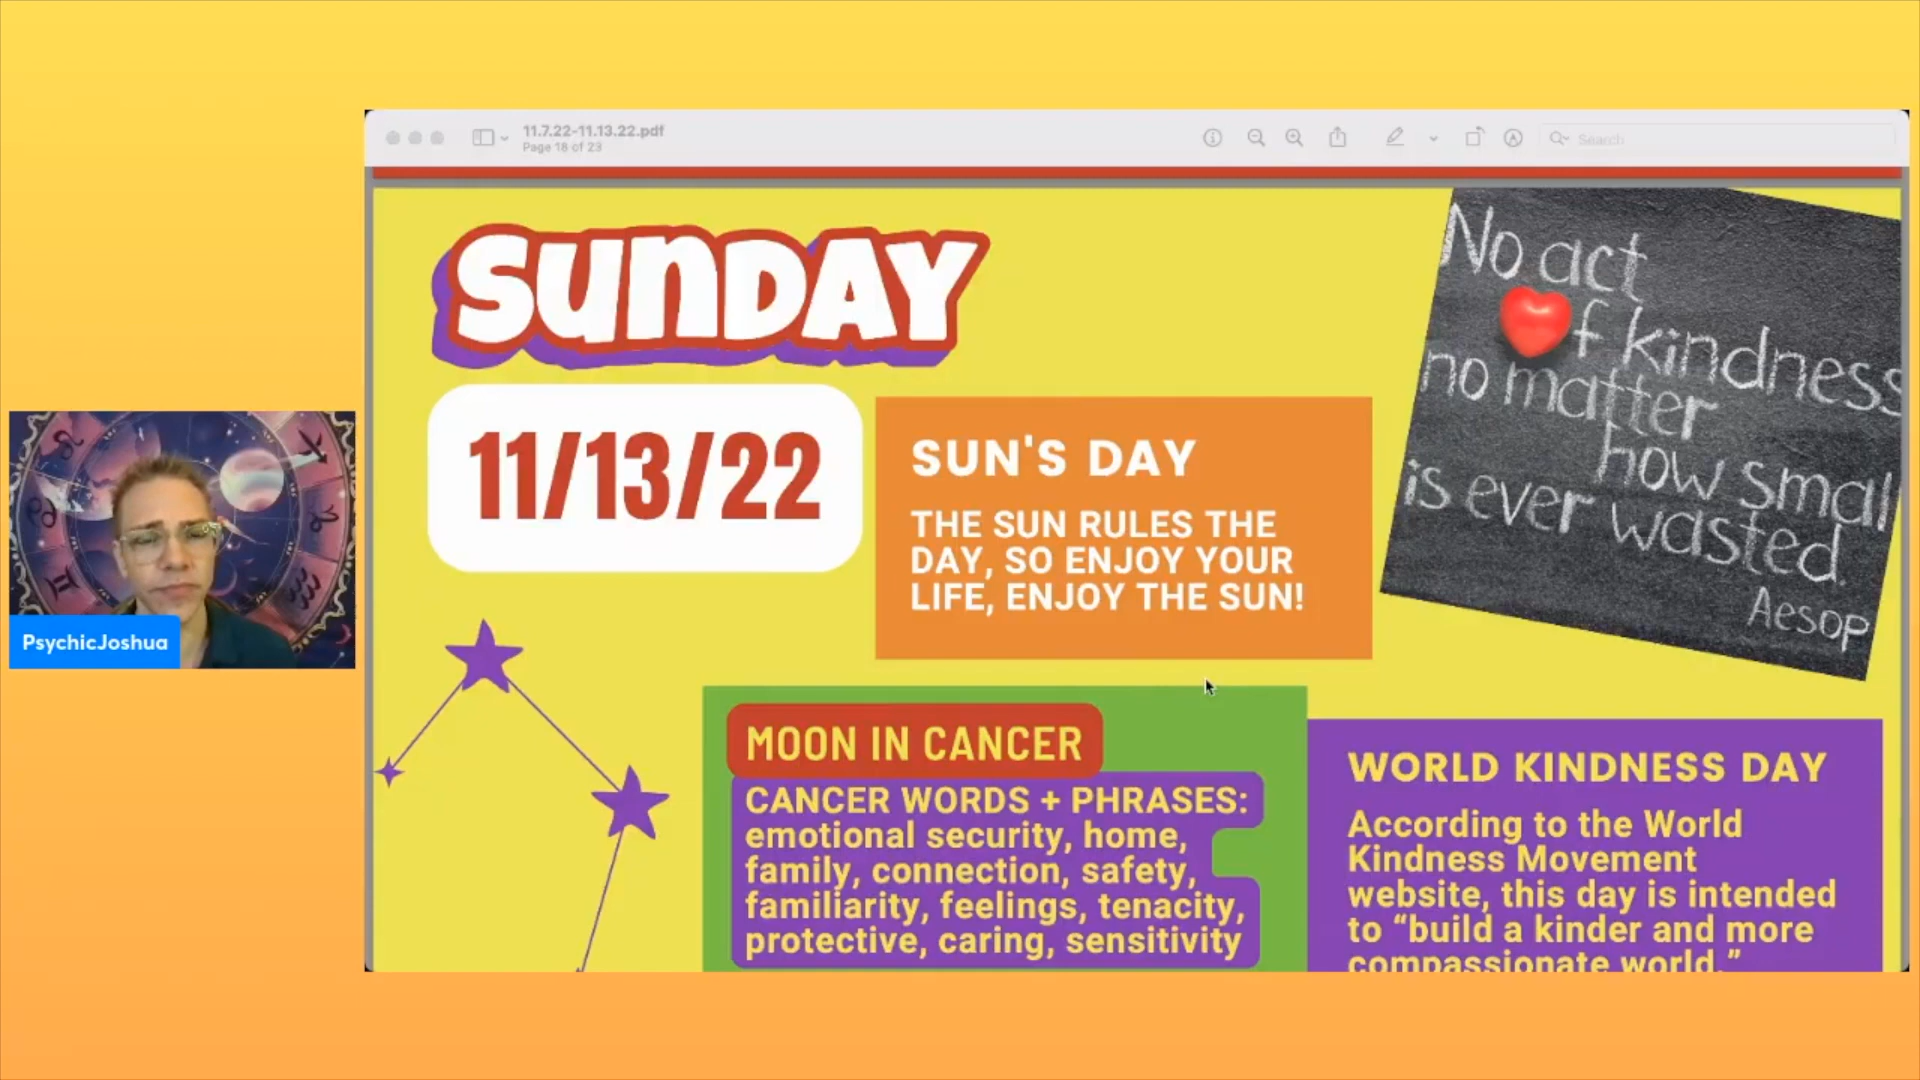 11.7.22-11.13.22.pdf
Page 18 of 23
Search
SUNDAY
11/13/22
SUN'S DAY
THE SUN RULES THE
DAY, SO ENJOY YOUR
LIFE, ENJOY THE SUN!
No act
f kindness
no matter
how small
is ever wasted.
Aesop
PsychicJoshua
MOON IN CANCER
CANCER WORDS + PHRASES:
emotional security, home,
family, connection, safety,
familiarity, feelings, tenacity,
protective, caring, sensitivity
WORLD KINDNESS DAY
According to the World
Kindness Movement
website, this day is intended
to “build a kinder and more
compassionate world.”